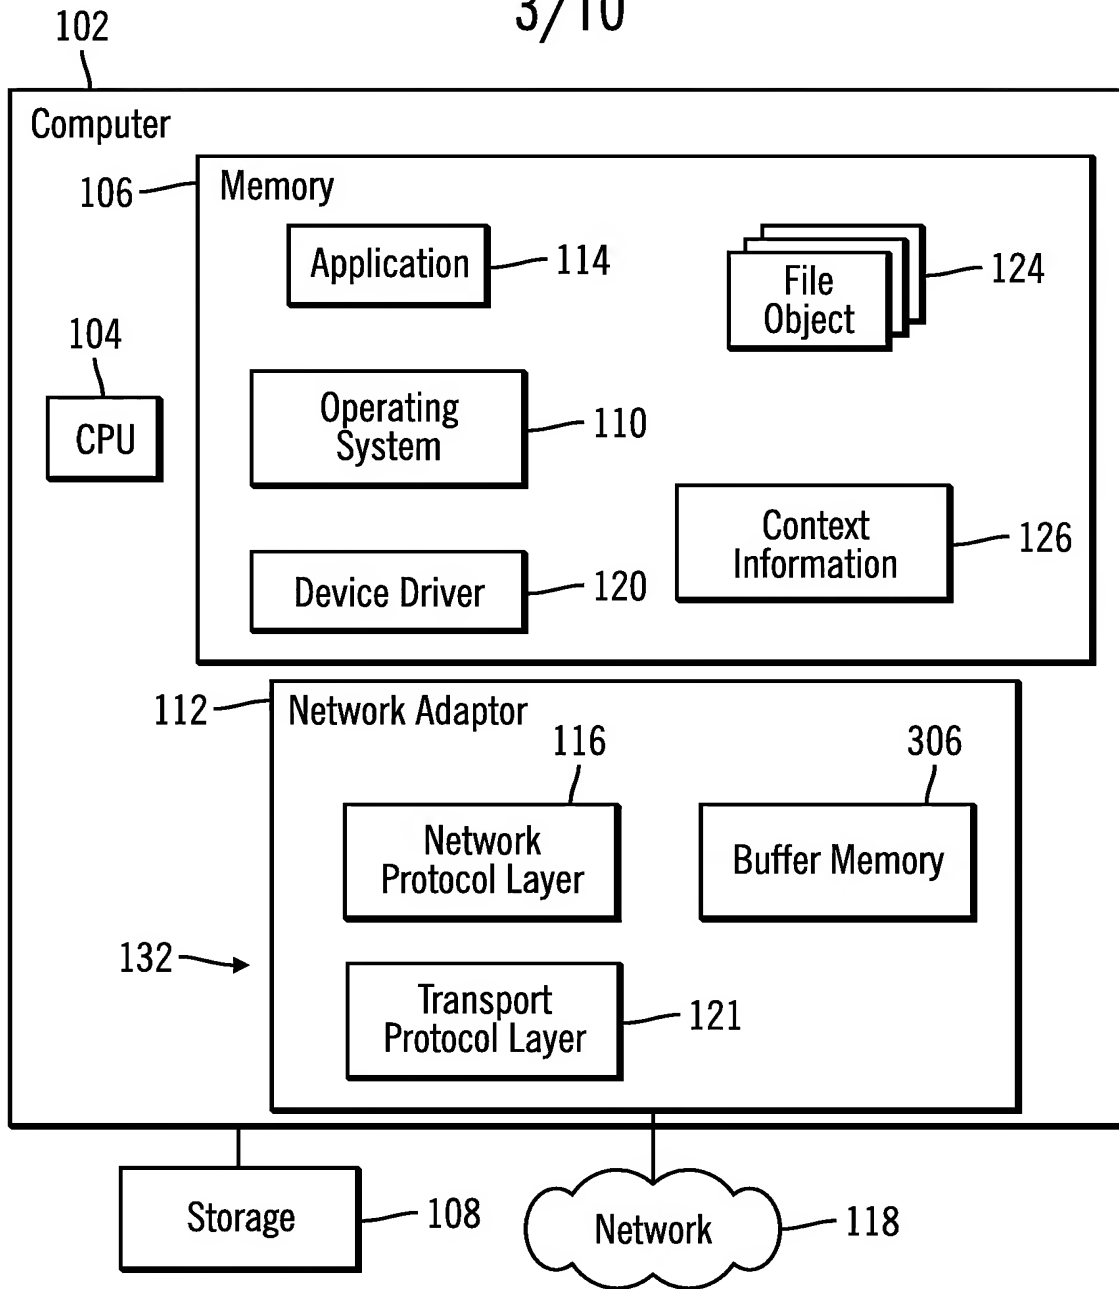 3/10
102
Computer
106
Memory
Application
114
File
Object
124
104
CPU
Operating
System
110
Context
Information
126
Device Driver
120
112
Network Adaptor
116
306
Network
Protocol Layer
Buffer Memory
132
Transport
Protocol Layer
121
Storage
108
Network
118